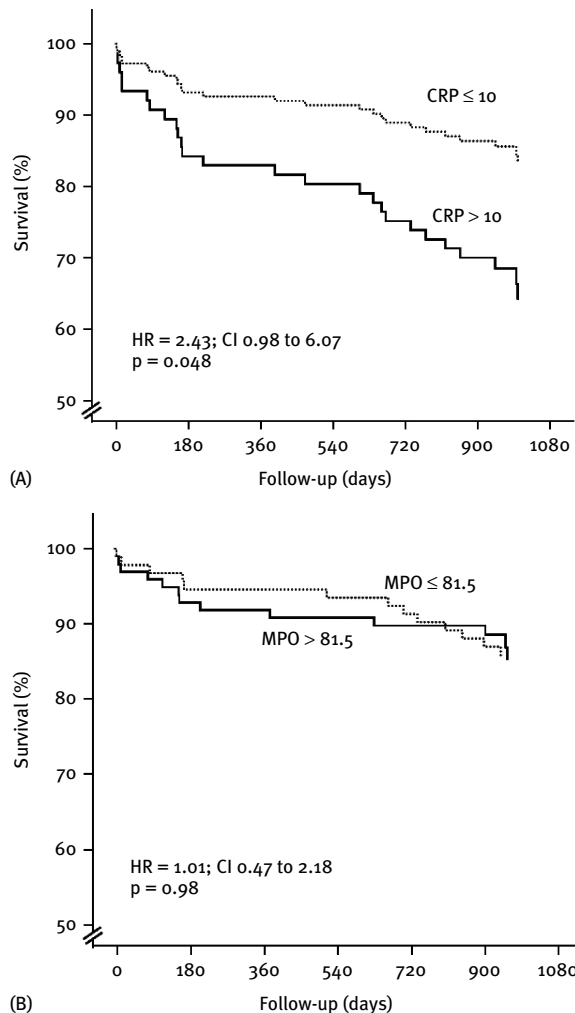 100
90
80
70
60
50
Survival (%)
CRP ≤ 10
CRP > 10
HR = 2.43; CI 0.98 to 6.07
p = 0.048
0 180 360 540 720 900 1080
(A)
Follow-up (days)
100
90
80
70
60
50
Survival (%)
MPO ≤ 81.5
MPO > 81.5
HR = 1.01; CI 0.47 to 2.18
p = 0.98
0 180 360 540 720 900 1080
(B)
Follow-up (days)